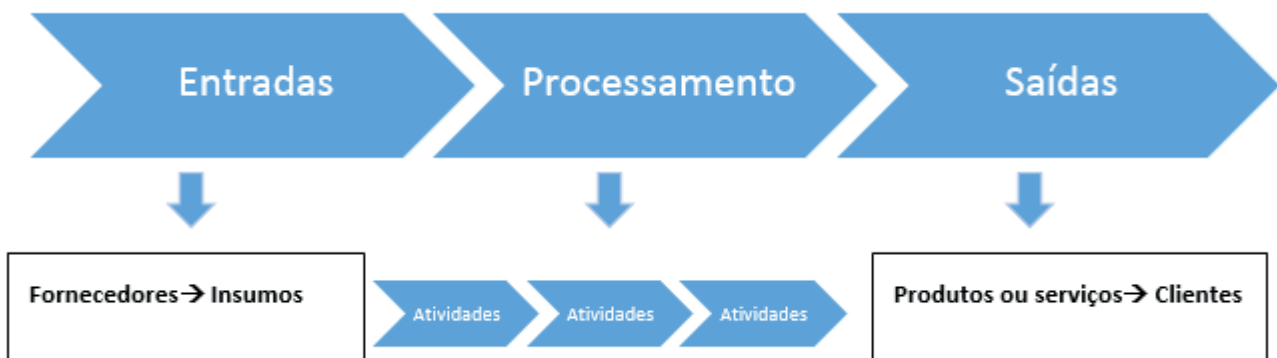 Entradas
Processamento
Saídas
Fornecedores→ Insumos
Atividades
Atividades
Atividades
Produtos ou serviços→ Clientes